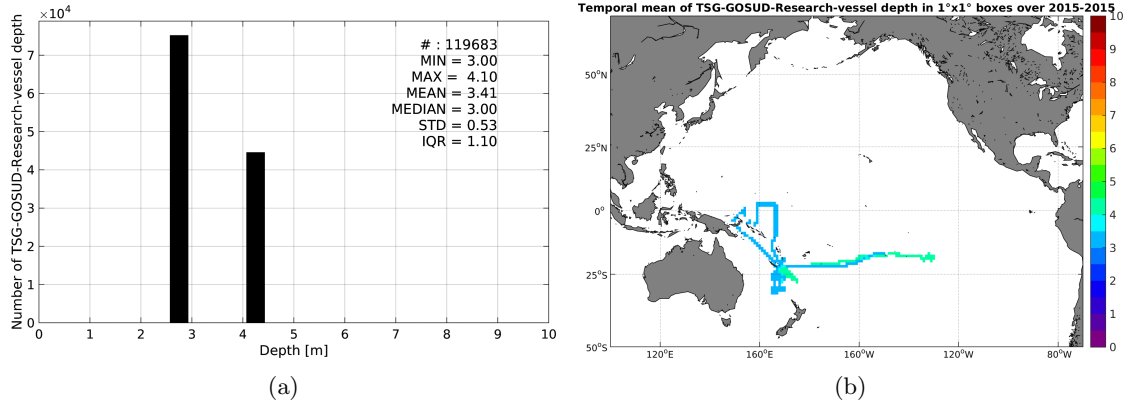 ×10⁴
Number of TSG-GOSUD-Research-vessel depth
7
6
5
4
3
2
1
0
# : 119683
MIN = 3.00
MAX = 4.10
MEAN = 3.41
MEDIAN = 3.00
STD = 0.53
IQR = 1.10
0 1 2 3 4 5 6 7 8 9 10
Depth [m]
(a)
Temporal mean of TSG-GOSUD-Research-vessel depth in 1°x1° boxes over 2015-2015
50°N
25°N
0°
25°S
50°S
120°E 160°E 160°W 120°W 80°W
10
9
8
7
6
5
4
3
2
1
0
(b)